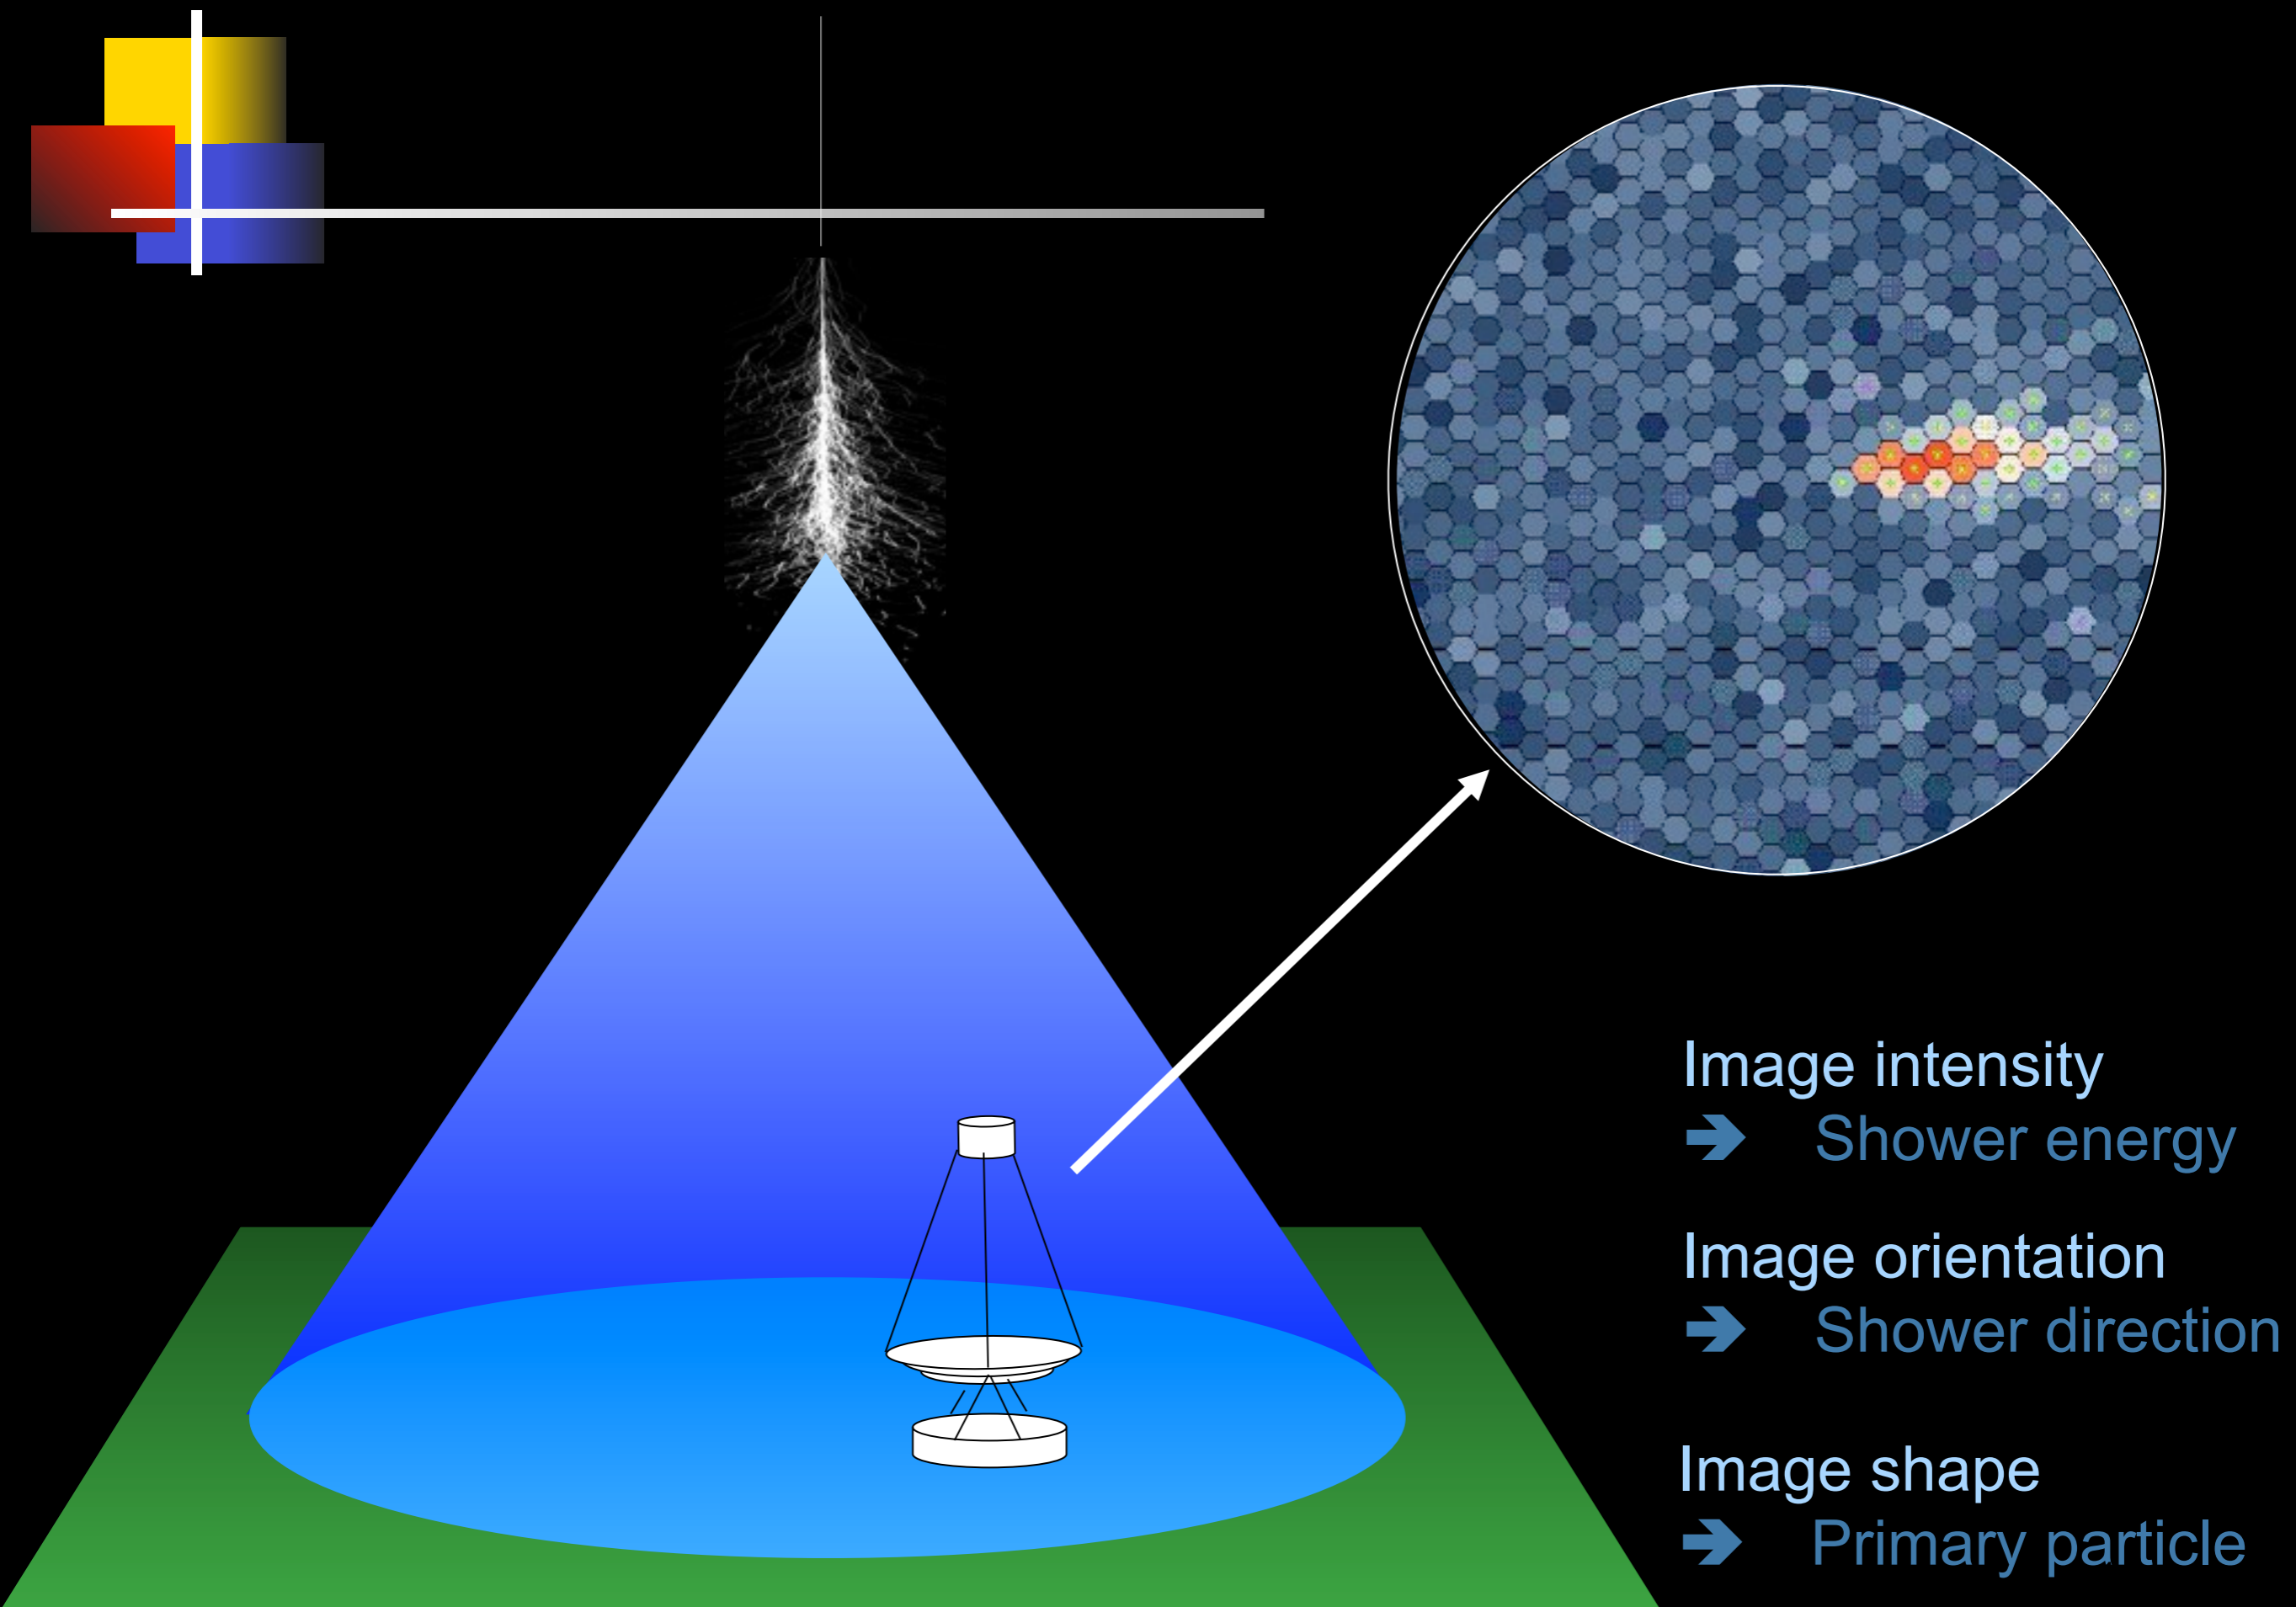 Image intensity
➔ Shower energy
Image orientation
➔ Shower direction
Image shape
➔ Primary particle